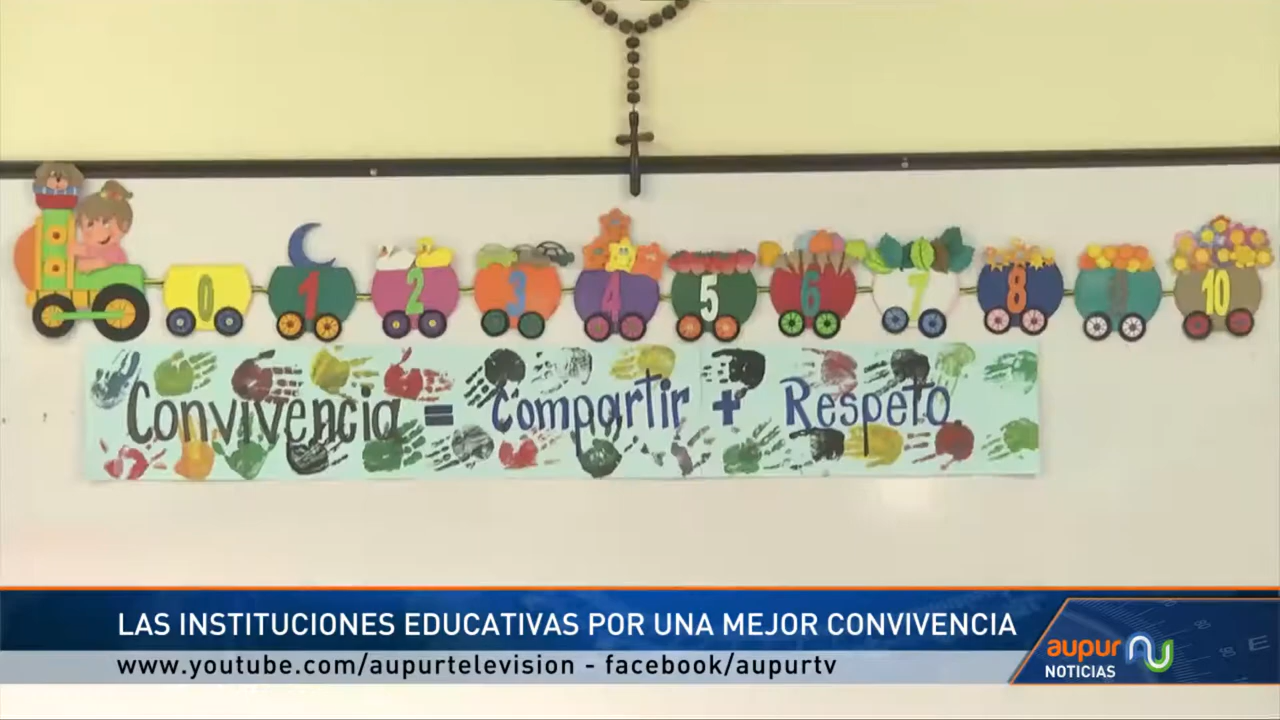 0 1 2 3 4 5 6 7 8 9 10
Convivencia = Compartir + Respeto
LAS INSTITUCIONES EDUCATIVAS POR UNA MEJOR CONVIVENCIA
www.youtube.com/aupurtelevision - facebook/aupurtv
aupur
NOTICIAS